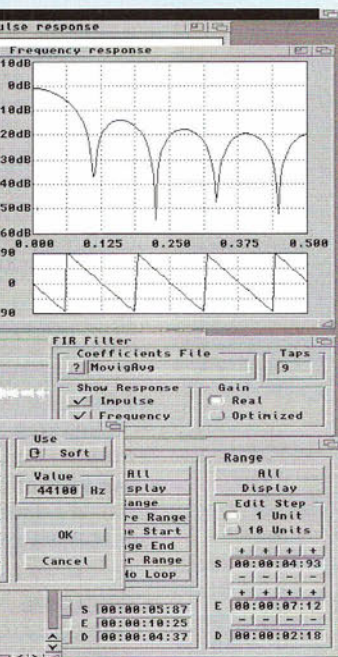 ulse response
Frequency response
10dB
0dB
10dB
20dB
30dB
40dB
50dB
60dB
0.000 0.125 0.250 0.375 0.500
90
0
90
FIR Filter
Coefficients File
Taps
? MovigAvg
9
Show Response
Gain
Impulse
Real
Frequency
Optimized
Use
Soft
Value
44100 Hz
OK
Cancel
All
splay
ange
re Range
e Start
ge End
r Range
o Loop
S 00:00:05:87
E 00:00:10:25
D 00:00:04:37
Range
All
Display
Edit Step
1 Unit
10 Units
+ + + +
S 00:00:04:93
- - - -
+ + + +
E 00:00:07:12
- - - -
D 00:00:02:18